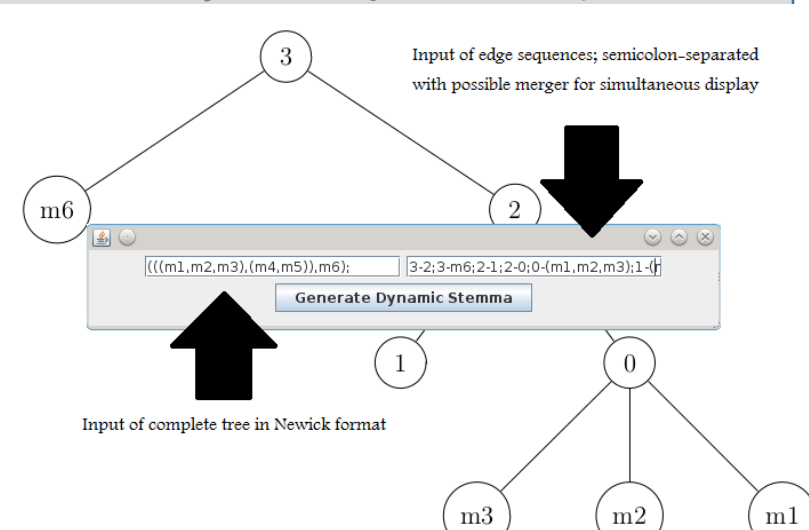 3
Input of edge sequences; semicolon-separated
with possible merger for simultaneous display
m6
2
(((m1,m2,m3),(m4,m5)),m6);
3-2;3-m6;2-1;2-0;0-(m1,m2,m3);1-(
Generate Dynamic Stemma
1
0
Input of complete tree in Newick format
m3
m2
m1